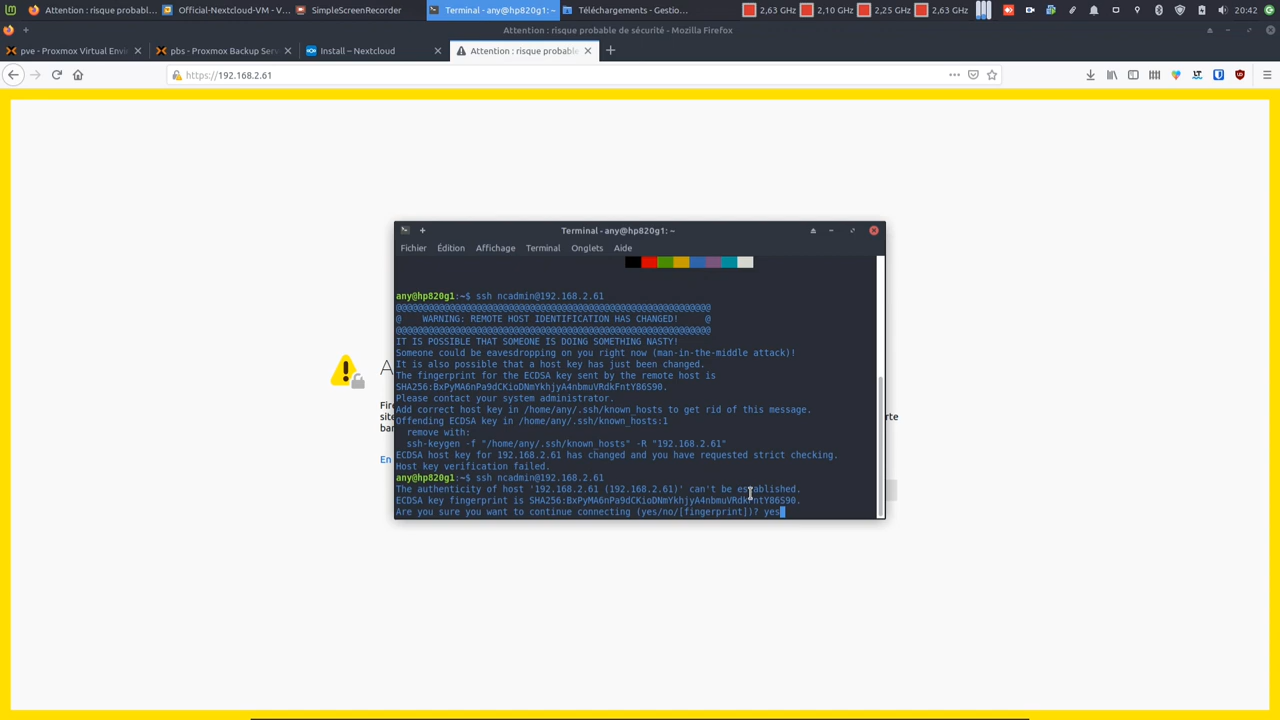 Attention : risque probabl...
Official-Nextcloud-VM - V...
SimpleScreenRecorder
Terminal - any@hp820g1: ~
Téléchargements - Gestio...
2,63 GHz
2,10 GHz
2,25 GHz
2,63 GHz
20:42
Attention : risque probable de sécurité - Mozilla Firefox
pve - Proxmox Virtual Envi
pbs - Proxmox Backup Serv
Install – Nextcloud
Attention : risque probable
https://192.168.2.61
Terminal - any@hp820g1: ~
Fichier Édition Affichage Terminal Onglets Aide
any@hp820g1:~$ ssh ncadmin@192.168.2.61
@@@@@@@@@@@@@@@@@@@@@@@@@@@@@@@@@@@@@@@@@@@@@@@@@@@@@@@@@@@
@    WARNING: REMOTE HOST IDENTIFICATION HAS CHANGED!     @
@@@@@@@@@@@@@@@@@@@@@@@@@@@@@@@@@@@@@@@@@@@@@@@@@@@@@@@@@@@
IT IS POSSIBLE THAT SOMEONE IS DOING SOMETHING NASTY!
Someone could be eavesdropping on you right now (man-in-the-middle attack)!
It is also possible that a host key has just been changed.
The fingerprint for the ECDSA key sent by the remote host is
SHA256:BxPyMA6nPa9dCKioDNmYkhjyA4nbmuVRdkFntY86S90.
Please contact your system administrator.
Add correct host key in /home/any/.ssh/known_hosts to get rid of this message.
Offending ECDSA key in /home/any/.ssh/known_hosts:1
remove with:
ssh-keygen -f "/home/any/.ssh/known_hosts" -R "192.168.2.61"
ECDSA host key for 192.168.2.61 has changed and you have requested strict checking.
Host key verification failed.
any@hp820g1:~$ ssh ncadmin@192.168.2.61
The authenticity of host '192.168.2.61 (192.168.2.61)' can't be established.
ECDSA key fingerprint is SHA256:BxPyMA6nPa9dCKioDNmYkhjyA4nbmuVRdkFntY86S90.
Are you sure you want to continue connecting (yes/no/[fingerprint])? yes
A
Fire
site
bar
En
rte